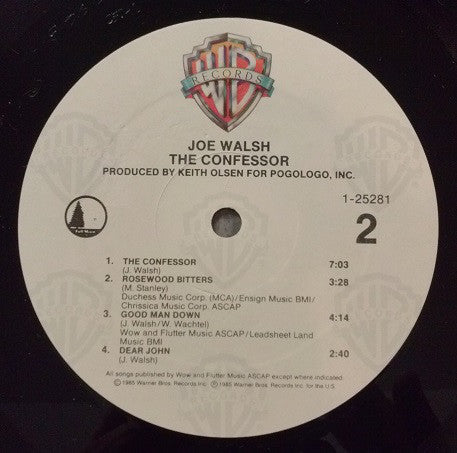 WB
RECORDS
JOE WALSH
THE CONFESSOR
PRODUCED BY KEITH OLSEN FOR POGOLOGO, INC.
1-25281
2
Full Moon
1. THE CONFESSOR 7:03
(J. Walsh)
2. ROSEWOOD BITTERS 3:28
(M. Stanley)
Duchess Music Corp. (MCA)/Ensign Music BMI/
Chrissica Music Corp. ASCAP
3. GOOD MAN DOWN 4:14
(J. Walsh/W. Wachtel)
Wow and Flutter Music ASCAP/Leadsheet Land
Music BMI
4. DEAR JOHN 2:40
(J. Walsh)
All songs published by Wow and Flutter Music ASCAP except where indicated.
© 1985 Warner Bros. Records Inc. ℗ 1985 Warner Bros. Records Inc. for the U.S.